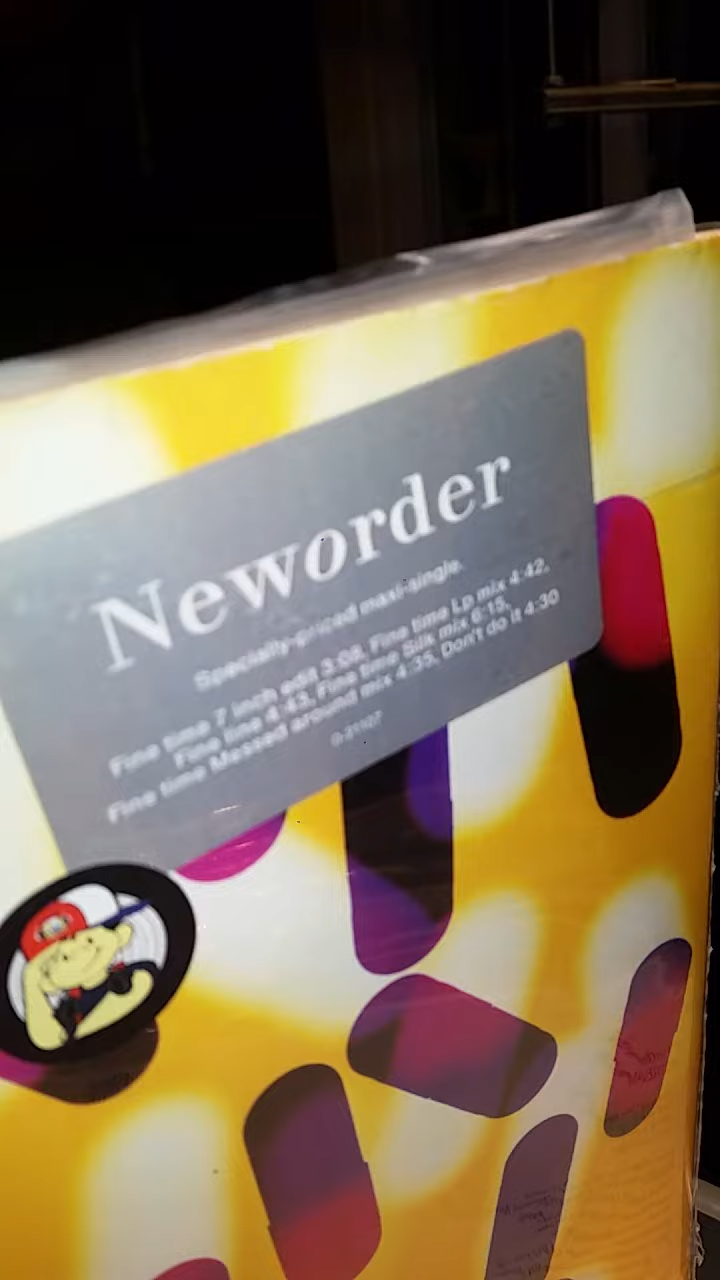 Neworder
Specially-priced maxi-single.
Fine time 7 inch edit 3:08, Fine time Lp mix 4:42,
Fine line 4:43, Fine time Silk mix 6:15,
Fine time Messed around mix 4:35, Don't do it 4:30
0-21107